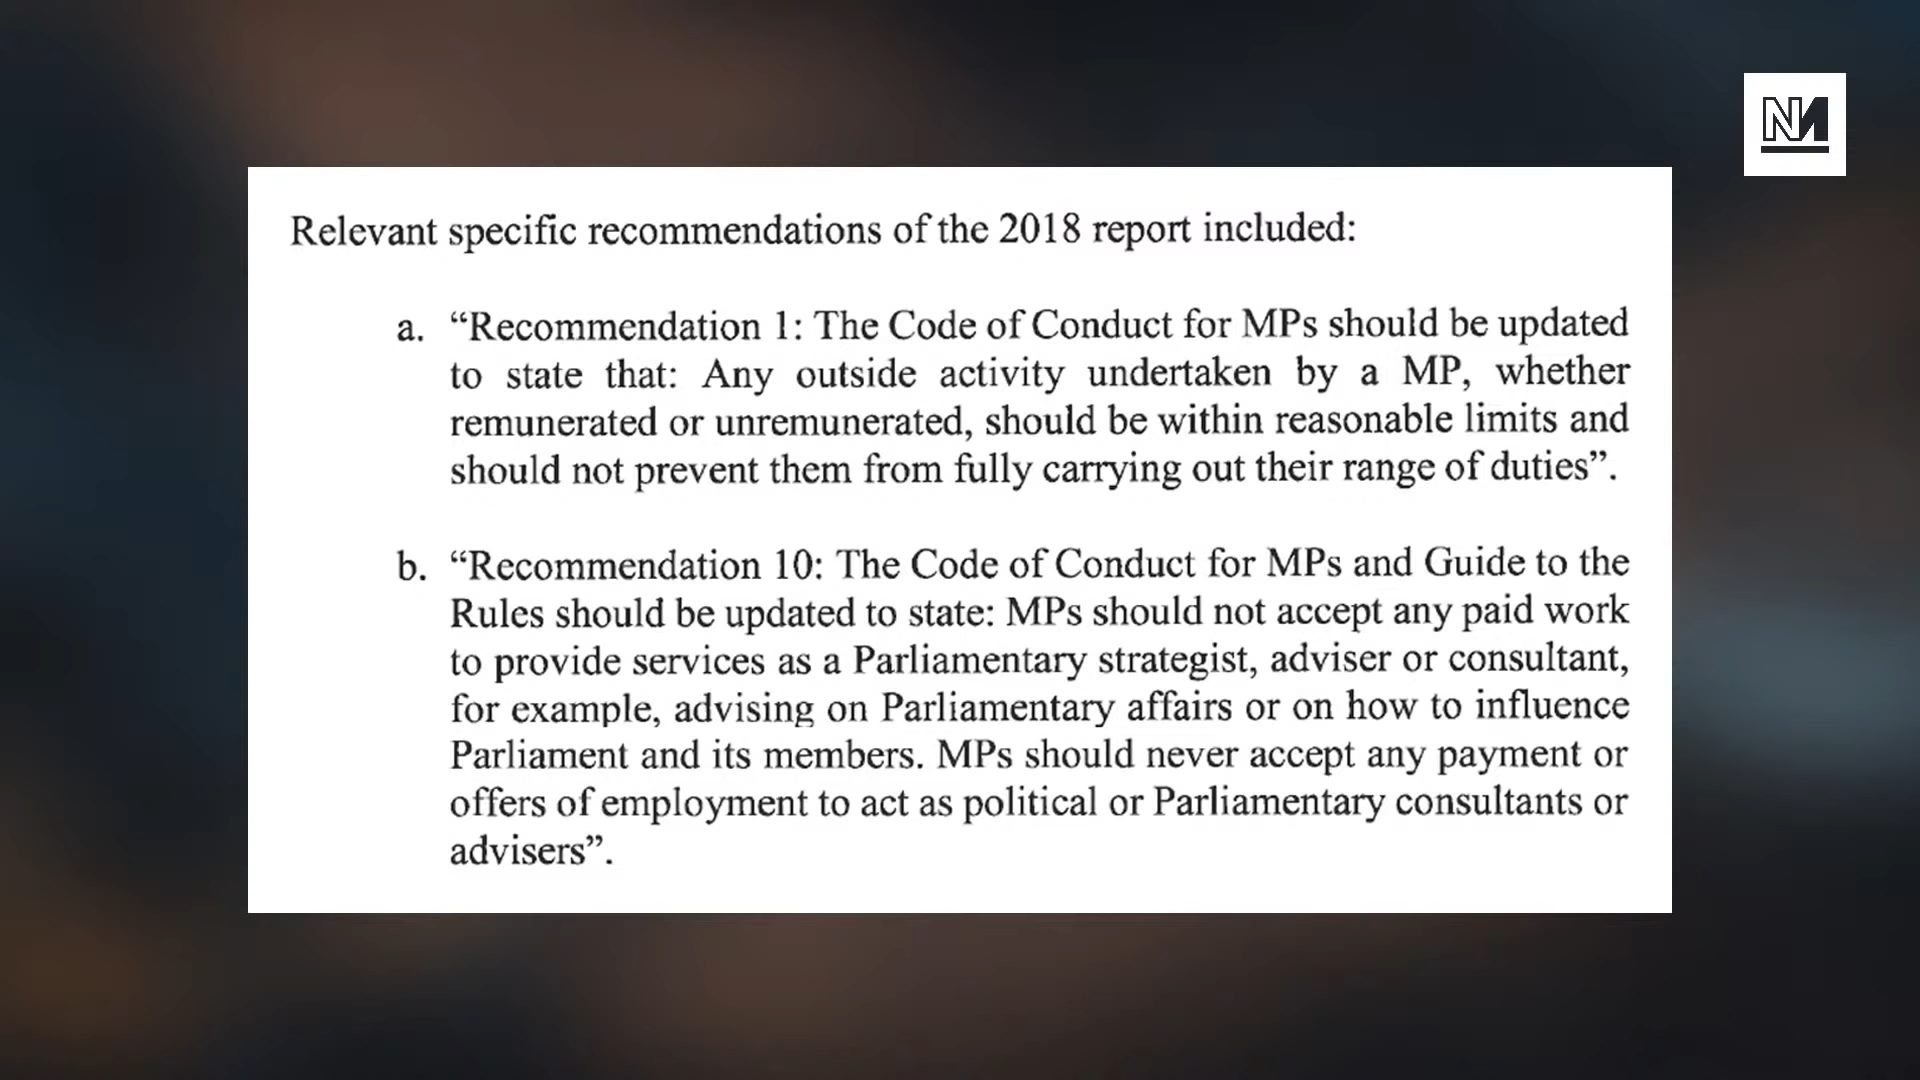 NM
Relevant specific recommendations of the 2018 report included:
a. “Recommendation 1: The Code of Conduct for MPs should be updated
to state that: Any outside activity undertaken by a MP, whether
remunerated or unremunerated, should be within reasonable limits and
should not prevent them from fully carrying out their range of duties”.
b. “Recommendation 10: The Code of Conduct for MPs and Guide to the
Rules should be updated to state: MPs should not accept any paid work
to provide services as a Parliamentary strategist, adviser or consultant,
for example, advising on Parliamentary affairs or on how to influence
Parliament and its members. MPs should never accept any payment or
offers of employment to act as political or Parliamentary consultants or
advisers”.